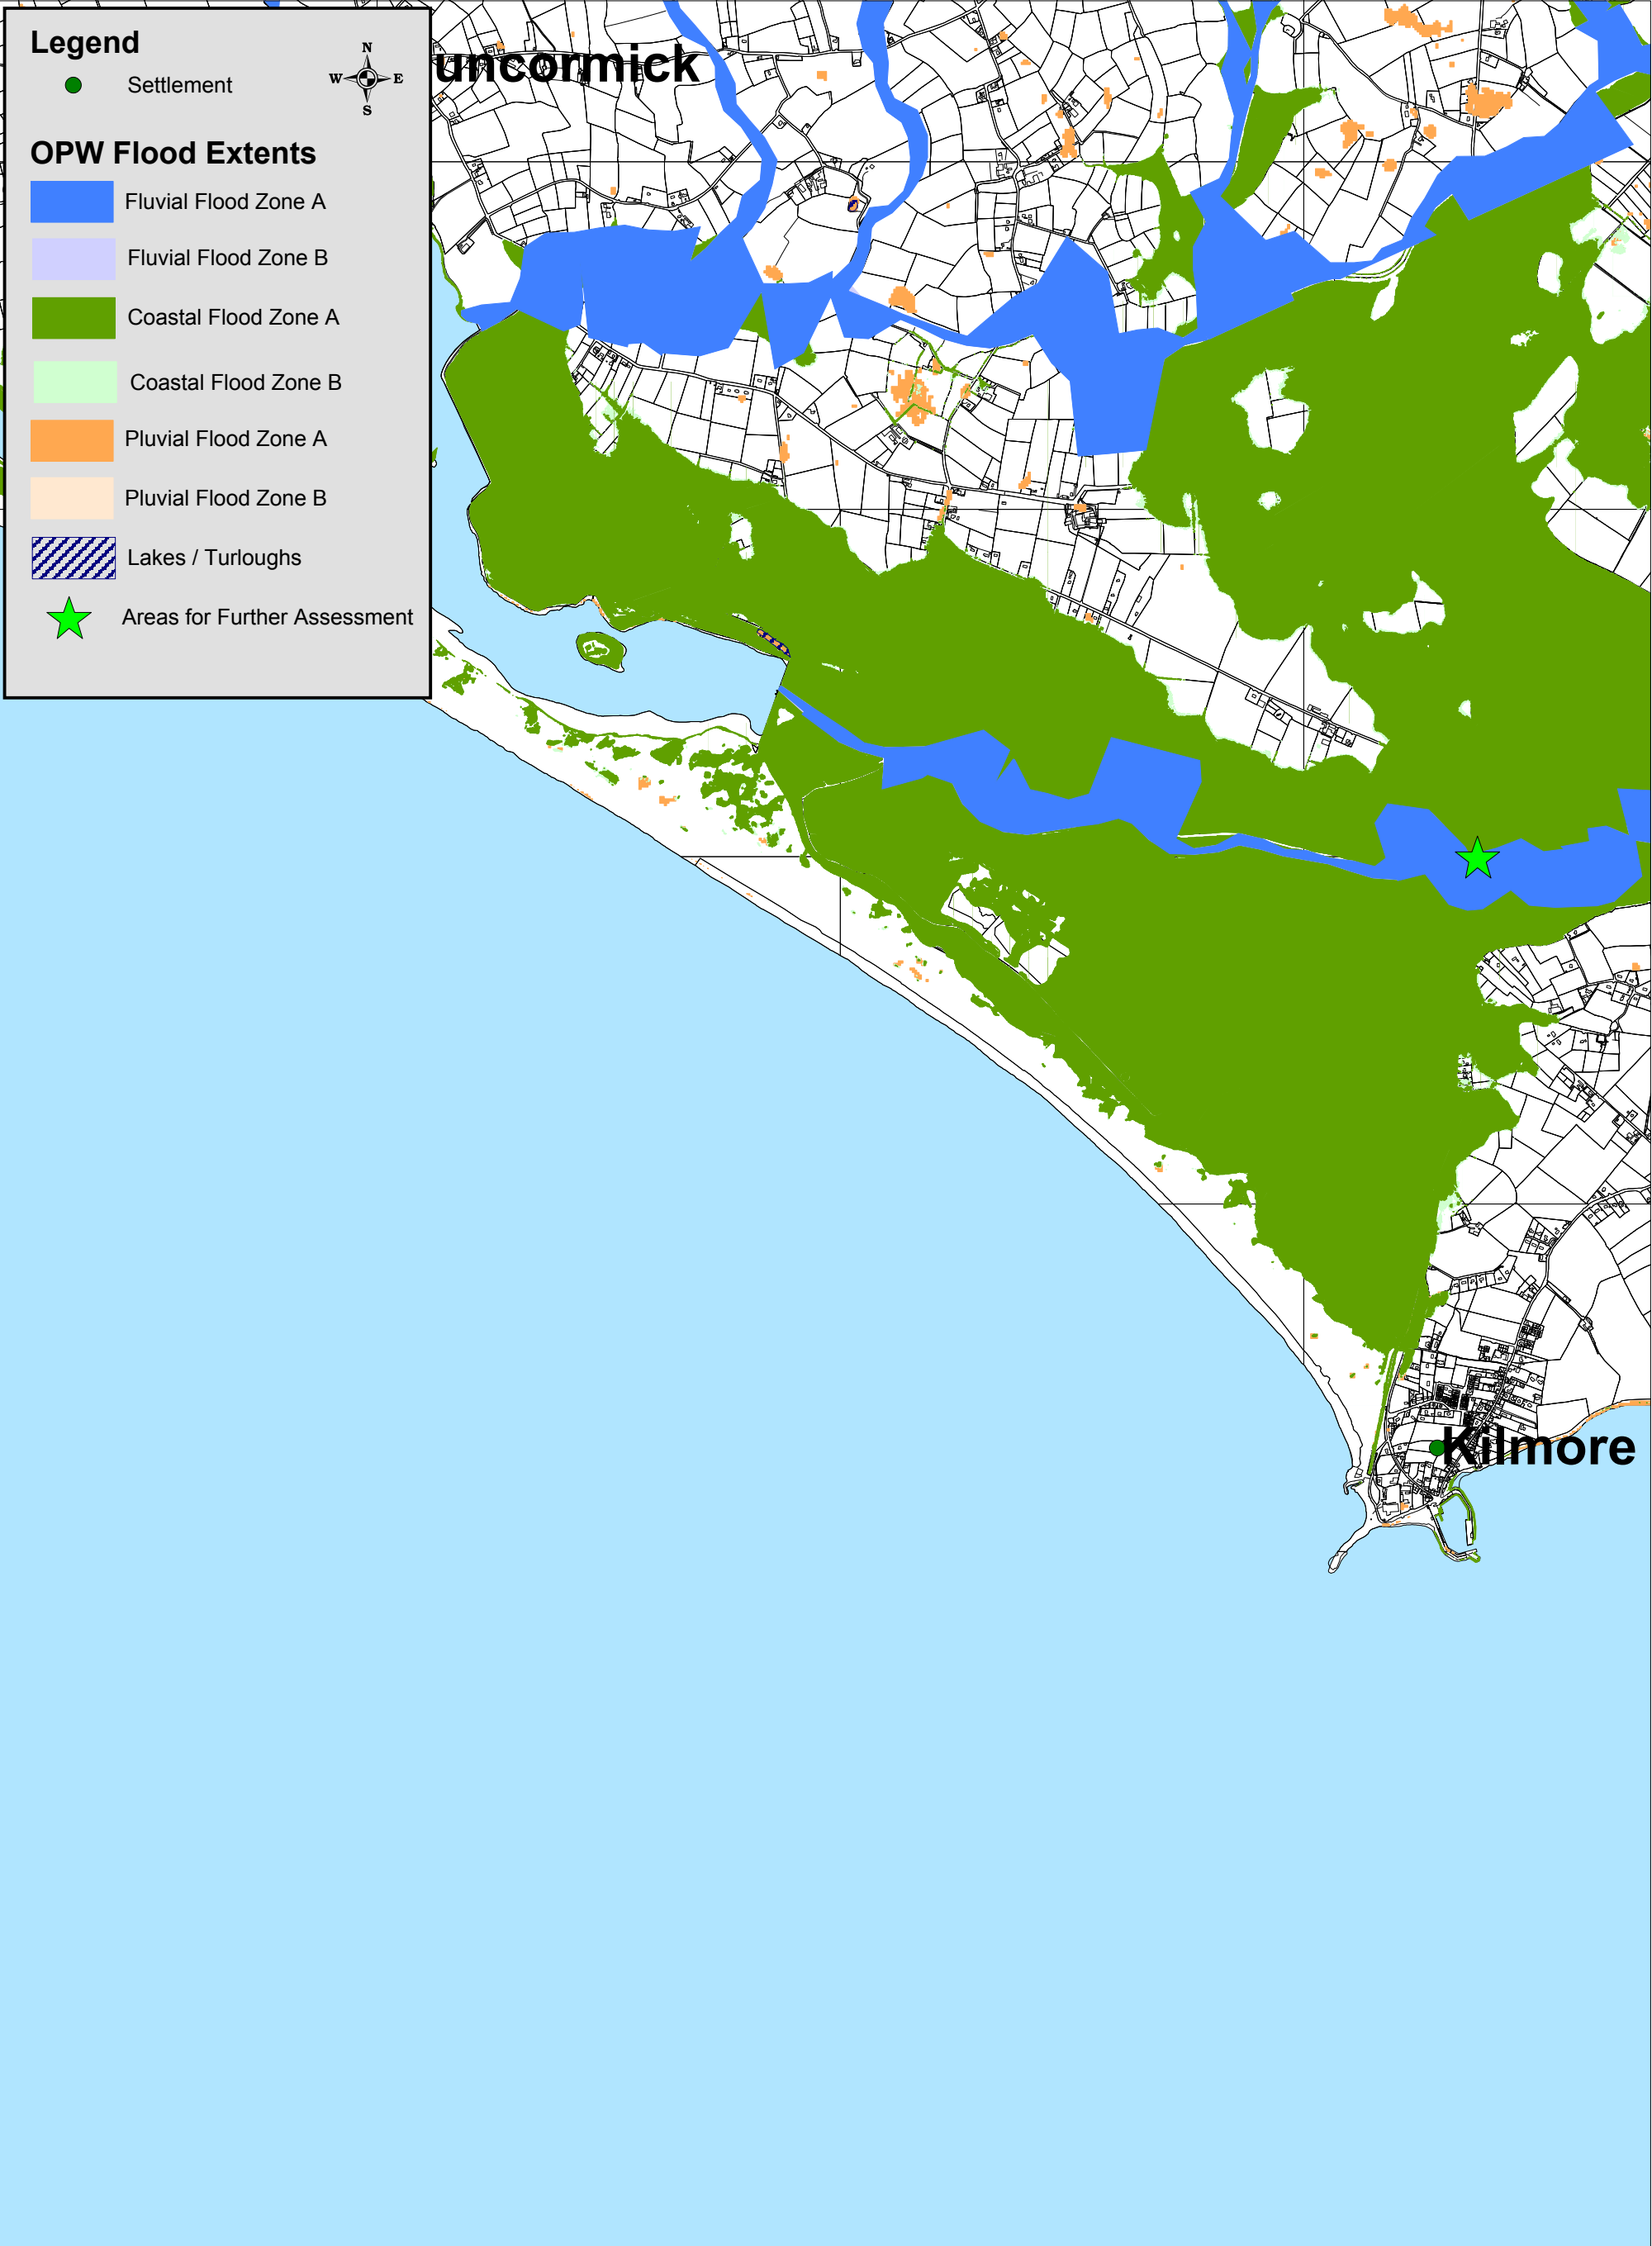 Legend
N
W E
S
Settlement
uncormick
OPW Flood Extents
Fluvial Flood Zone A
Fluvial Flood Zone B
Coastal Flood Zone A
Coastal Flood Zone B
Pluvial Flood Zone A
Pluvial Flood Zone B
Lakes / Turloughs
Areas for Further Assessment
Kilmore